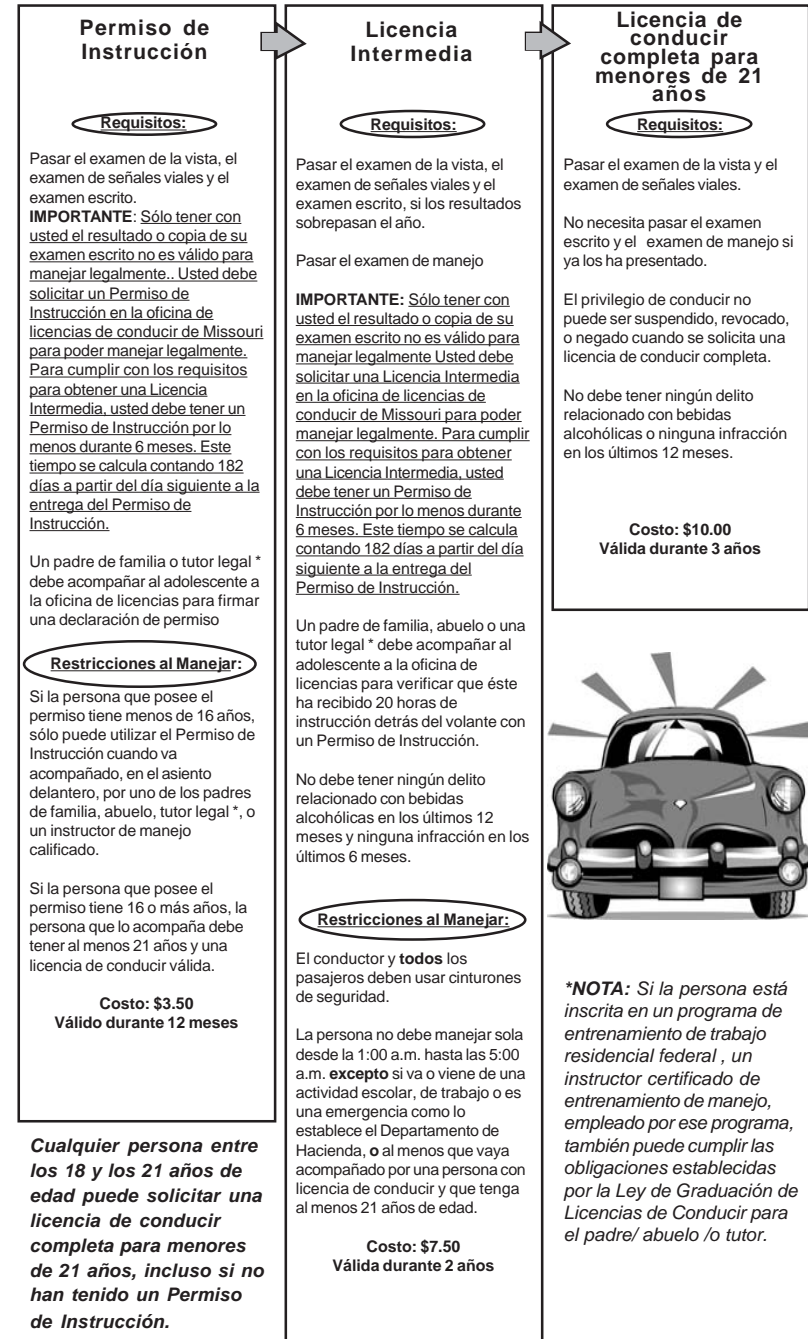 Permiso de
Instrucción
Requisitos:
Pasar el examen de la vista, el
examen de señales viales y el
examen escrito.
IMPORTANTE: Sólo tener con
usted el resultado o copia de su
examen escrito no es válido para
manejar legalmente.. Usted debe
solicitar un Permiso de
Instrucción en la oficina de
licencias de conducir de Missouri
para poder manejar legalmente.
Para cumplir con los requisitos
para obtener una Licencia
Intermedia, usted debe tener un
Permiso de Instrucción por lo
menos durante 6 meses. Este
tiempo se calcula contando 182
días a partir del día siguiente a la
entrega del Permiso de
Instrucción.
Un padre de familia o tutor legal *
debe acompañar al adolescente a
la oficina de licencias para firmar
una declaración de permiso
Restricciones al Manejar:
Si la persona que posee el
permiso tiene menos de 16 años,
sólo puede utilizar el Permiso de
Instrucción cuando va
acompañado, en el asiento
delantero, por uno de los padres
de familia, abuelo, tutor legal *, o
un instructor de manejo
calificado.
Si la persona que posee el
permiso tiene 16 o más años, la
persona que lo acompaña debe
tener al menos 21 años y una
licencia de conducir válida.
Costo: $3.50
Válido durante 12 meses
Cualquier persona entre
los 18 y los 21 años de
edad puede solicitar una
licencia de conducir
completa para menores
de 21 años, incluso si no
han tenido un Permiso
de Instrucción.
Licencia
Intermedia
Requisitos:
Pasar el examen de la vista, el
examen de señales viales y el
examen escrito, si los resultados
sobrepasan el año.
Pasar el examen de manejo
IMPORTANTE: Sólo tener con
usted el resultado o copia de su
examen escrito no es válido para
manejar legalmente Usted debe
solicitar una Licencia Intermedia
en la oficina de licencias de
conducir de Missouri para poder
manejar legalmente. Para cumplir
con los requisitos para obtener
una Licencia Intermedia, usted
debe tener un Permiso de
Instrucción por lo menos durante
6 meses. Este tiempo se calcula
contando 182 días a partir del día
siguiente a la entrega del
Permiso de Instrucción.
Un padre de familia, abuelo o una
tutor legal * debe acompañar al
adolescente a la oficina de
licencias para verificar que éste
ha recibido 20 horas de
instrucción detrás del volante con
un Permiso de Instrucción.
No debe tener ningún delito
relacionado con bebidas
alcohólicas en los últimos 12
meses y ninguna infracción en los
últimos 6 meses.
Restricciones al Manejar:
El conductor y todos los
pasajeros deben usar cinturones
de seguridad.
La persona no debe manejar sola
desde la 1:00 a.m. hasta las 5:00
a.m. excepto si va o viene de una
actividad escolar, de trabajo o es
una emergencia como lo
establece el Departamento de
Hacienda, o al menos que vaya
acompañado por una persona con
licencia de conducir y que tenga
al menos 21 años de edad.
Costo: $7.50
Válida durante 2 años
Licencia de
conducir
completa para
menores de 21
años
Requisitos:
Pasar el examen de la vista y el
examen de señales viales.
No necesita pasar el examen
escrito y el examen de manejo si
ya los ha presentado.
El privilegio de conducir no
puede ser suspendido, revocado,
o negado cuando se solicita una
licencia de conducir completa.
No debe tener ningún delito
relacionado con bebidas
alcohólicas o ninguna infracción
en los últimos 12 meses.
Costo: $10.00
Válida durante 3 años
*NOTA: Si la persona está
inscrita en un programa de
entrenamiento de trabajo
residencial federal , un
instructor certificado de
entrenamiento de manejo,
empleado por ese programa,
también puede cumplir las
obligaciones establecidas
por la Ley de Graduación de
Licencias de Conducir para
el padre/ abuelo /o tutor.